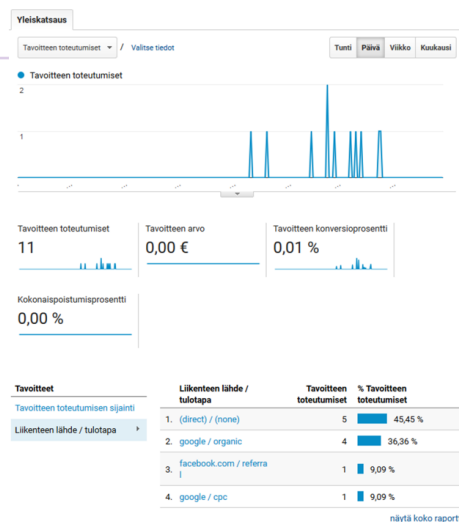 Yleiskatsaus
Tavoitteen toteutumiset / Valitse tiedot Tunti Päivä Viikko Kuukausi
Tavoitteen toteutumiset
2
1
Tavoitteen toteutumiset Tavoitteen arvo Tavoitteen konversioprosentti
11 0,00 € 0,01 %
Kokonaispoistumisprosentti
0,00 %
Tavoitteet Liikenteen lähde / Tavoitteen % Tavoitteen
tulotapa toteutumiset toteutumiset
Tavoitteen toteutumisen sijainti
1. (direct) / (none) 5 45,45 %
Liikenteen lähde / tulotapa
2. google / organic 4 36,36 %
3. facebook.com / referra
l 1 9,09 %
4. google / cpc 1 9,09 %
näytä koko raport